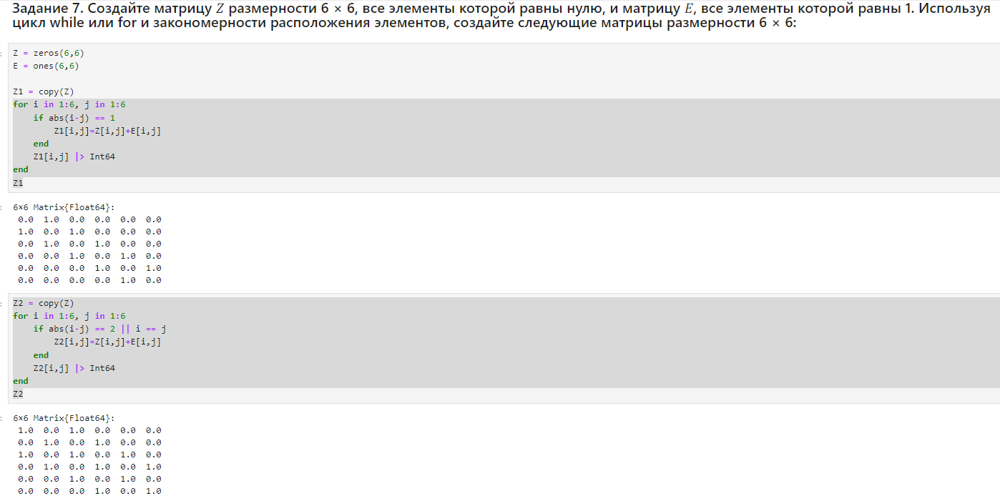 Задание 7. Создайте матрицу Z размерности 6 × 6, все элементы которой равны нулю, и матрицу E, все элементы которой равны 1. Используя
цикл while или for и закономерности расположения элементов, создайте следующие матрицы размерности 6 × 6:
Z = zeros(6,6)
E = ones(6,6)
Z1 = copy(Z)
for i in 1:6, j in 1:6
    if abs(i-j) == 1
        Z1[i,j]=Z[i,j]+E[i,j]
    end
    Z1[i,j] |> Int64
end
Z1
6×6 Matrix{Float64}:
 0.0  1.0  0.0  0.0  0.0  0.0
 1.0  0.0  1.0  0.0  0.0  0.0
 0.0  1.0  0.0  1.0  0.0  0.0
 0.0  0.0  1.0  0.0  1.0  0.0
 0.0  0.0  0.0  1.0  0.0  1.0
 0.0  0.0  0.0  0.0  1.0  0.0
Z2 = copy(Z)
for i in 1:6, j in 1:6
    if abs(i-j) == 2 || i == j
        Z2[i,j]=Z[i,j]+E[i,j]
    end
    Z2[i,j] |> Int64
end
Z2
6×6 Matrix{Float64}:
 1.0  0.0  1.0  0.0  0.0  0.0
 0.0  1.0  0.0  1.0  0.0  0.0
 1.0  0.0  1.0  0.0  1.0  0.0
 0.0  1.0  0.0  1.0  0.0  1.0
 0.0  0.0  1.0  0.0  1.0  0.0
 0.0  0.0  0.0  1.0  0.0  1.0